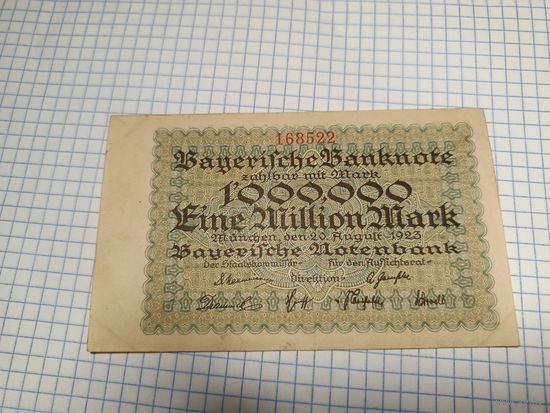 168522
Bayerische Banknote
zahlbar mit Mark
1'000,000
Eine Million Mark
München, den 20. August 1923
Bayerische Notenbank
der Staatskommissär für den Aufsichtsrat
Direktion